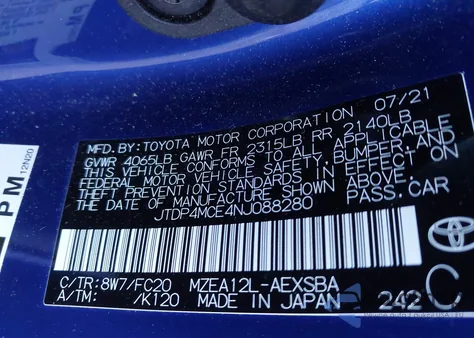 MFD. BY: TOYOTA MOTOR CORPORATION 07/21
GVWR 4065LB GAWR FR 2315LB RR 2140LB
THIS VEHICLE CONFORMS TO ALL APPLICABLE
FEDERAL MOTOR VEHICLE SAFETY, BUMPER, AND
THEFT PREVENTION STANDARDS IN EFFECT ON
THE DATE OF MANUFACTURE SHOWN ABOVE.
JTDP4MCE4NJ088280 PASS. CAR
C/TR: 8W7/FC20 MZEA12L-AEXSBA
A/TM: /K120 MADE IN JAPAN 242 C
PM
12N20